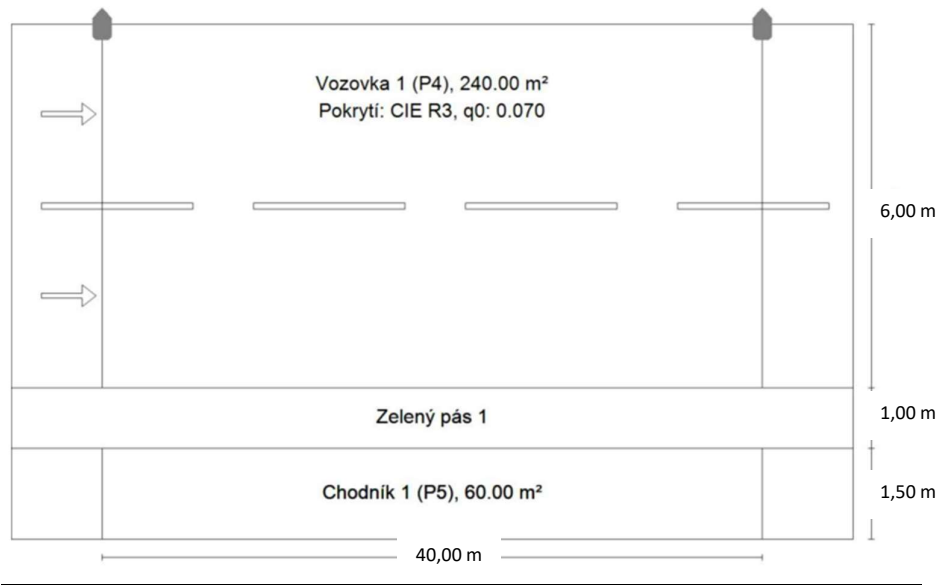 Vozovka 1 (P4), 240.00 m²
Pokrytí: CIE R3, q0: 0.070
6,00 m
Zelený pás 1
1,00 m
Chodník 1 (P5), 60.00 m²
1,50 m
40,00 m